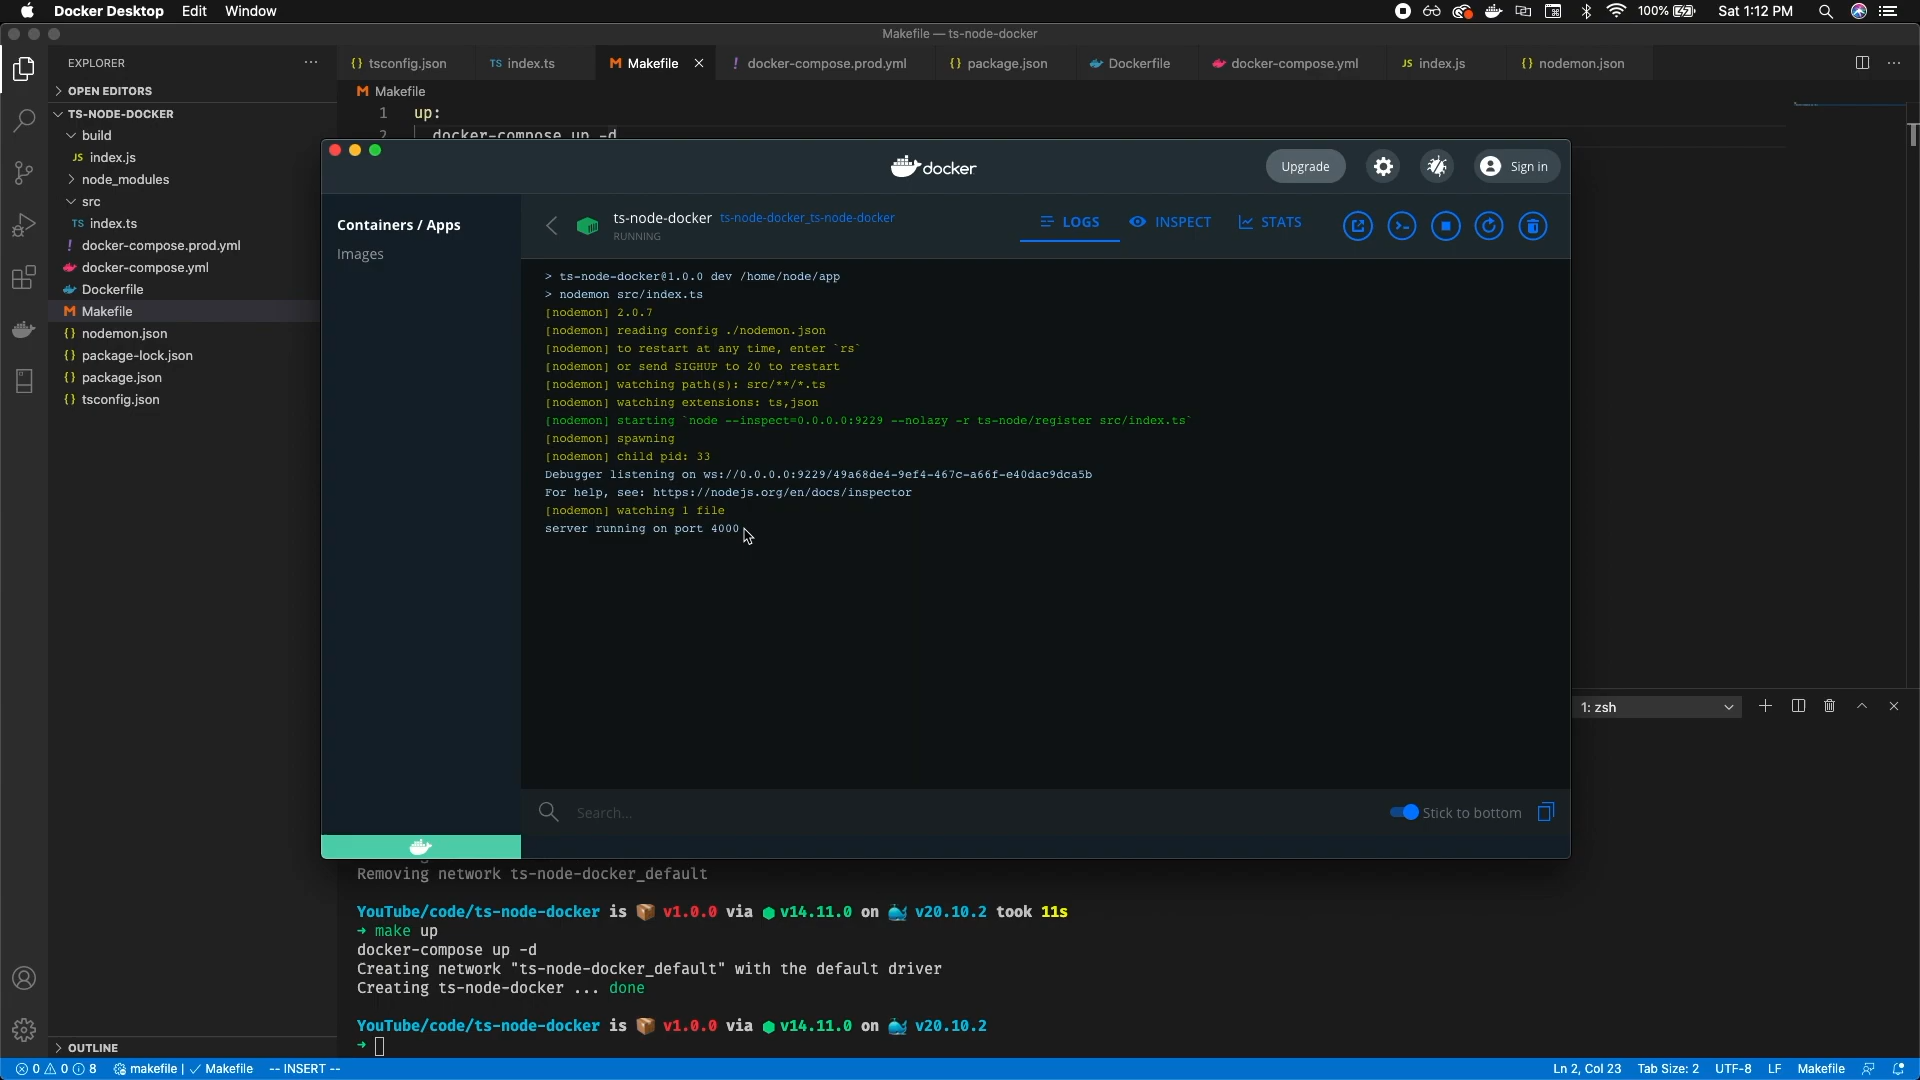 Docker Desktop Edit Window 100% Sat 1:12 PM
Makefile — ts-node-docker
EXPLORER ··· {} tsconfig.json TS index.ts M Makefile × ! docker-compose.prod.yml {} package.json Dockerfile docker-compose.yml JS index.js {} nodemon.json ···
> OPEN EDITORS
M Makefile
TS-NODE-DOCKER
1 up:
build
2 docker-compose up -d
JS index.js
node_modules
src
TS index.ts
! docker-compose.prod.yml
docker-compose.yml
Dockerfile
M Makefile
{} nodemon.json
{} package-lock.json
{} package.json
{} tsconfig.json
> OUTLINE
docker Upgrade Sign in
Containers / Apps
Images
ts-node-docker ts-node-docker_ts-node-docker LOGS INSPECT STATS
RUNNING
> ts-node-docker@1.0.0 dev /home/node/app
> nodemon src/index.ts
[nodemon] 2.0.7
[nodemon] reading config ./nodemon.json
[nodemon] to restart at any time, enter `rs`
[nodemon] or send SIGHUP to 20 to restart
[nodemon] watching path(s): src/**/*.ts
[nodemon] watching extensions: ts,json
[nodemon] starting `node --inspect=0.0.0.0:9229 --nolazy -r ts-node/register src/index.ts`
[nodemon] spawning
[nodemon] child pid: 33
Debugger listening on ws://0.0.0.0:9229/49a68de4-9ef4-467c-a66f-e40dac9dca5b
For help, see: https://nodejs.org/en/docs/inspector
[nodemon] watching 1 file
server running on port 4000
Search... Stick to bottom
1: zsh
Removing network ts-node-docker_default
YouTube/code/ts-node-docker is 📦 v1.0.0 via ⬢ v14.11.0 on 🐳 v20.10.2 took 11s
➜ make up
docker-compose up -d
Creating network "ts-node-docker_default" with the default driver
Creating ts-node-docker ... done
YouTube/code/ts-node-docker is 📦 v1.0.0 via ⬢ v14.11.0 on 🐳 v20.10.2
➜
0 0 8 makefile | ✓ Makefile -- INSERT -- Ln 2, Col 23 Tab Size: 2 UTF-8 LF Makefile